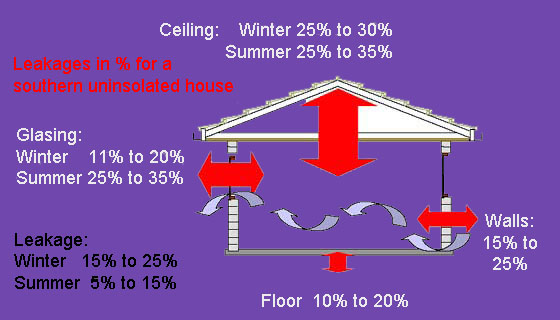 Ceiling: Winter 25% to 30%
Summer 25% to 35%
Leakages in % for a
southern uninsolated house
Glasing:
Winter 11% to 20%
Summer 25% to 35%
Leakage:
Winter 15% to 25%
Summer 5% to 15%
Walls:
15% to
25%
Floor 10% to 20%